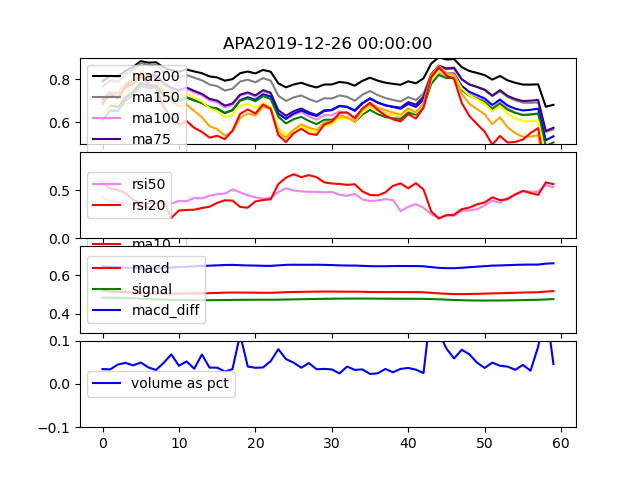 APA2019-12-26 00:00:00
0.8
0.6
ma200
ma150
ma100
ma75
0.5
0.0
rsi50
rsi20
ma10
0.6
0.4
macd
signal
macd_diff
0.1
0.0
−0.1
volume as pct
0 10 20 30 40 50 60